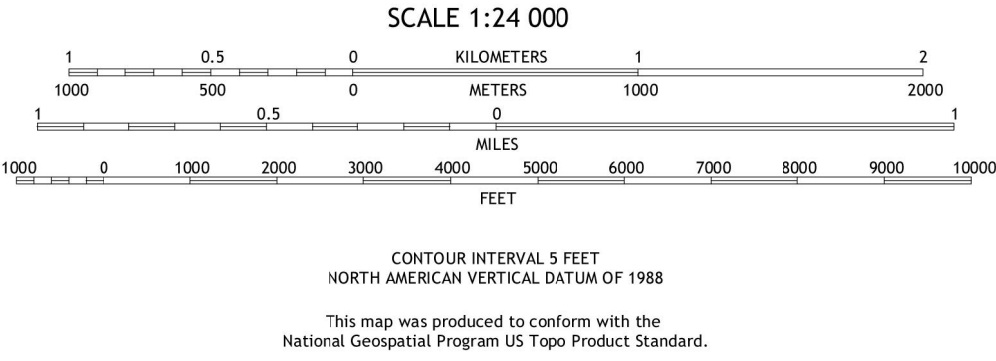 SCALE 1:24 000
1 0.5 0 KILOMETERS 1 2
1000 500 0 METERS 1000 2000
1 0.5 0 1
MILES
1000 0 1000 2000 3000 4000 5000 6000 7000 8000 9000 10000
FEET
CONTOUR INTERVAL 5 FEET
NORTH AMERICAN VERTICAL DATUM OF 1988
This map was produced to conform with the
National Geospatial Program US Topo Product Standard.